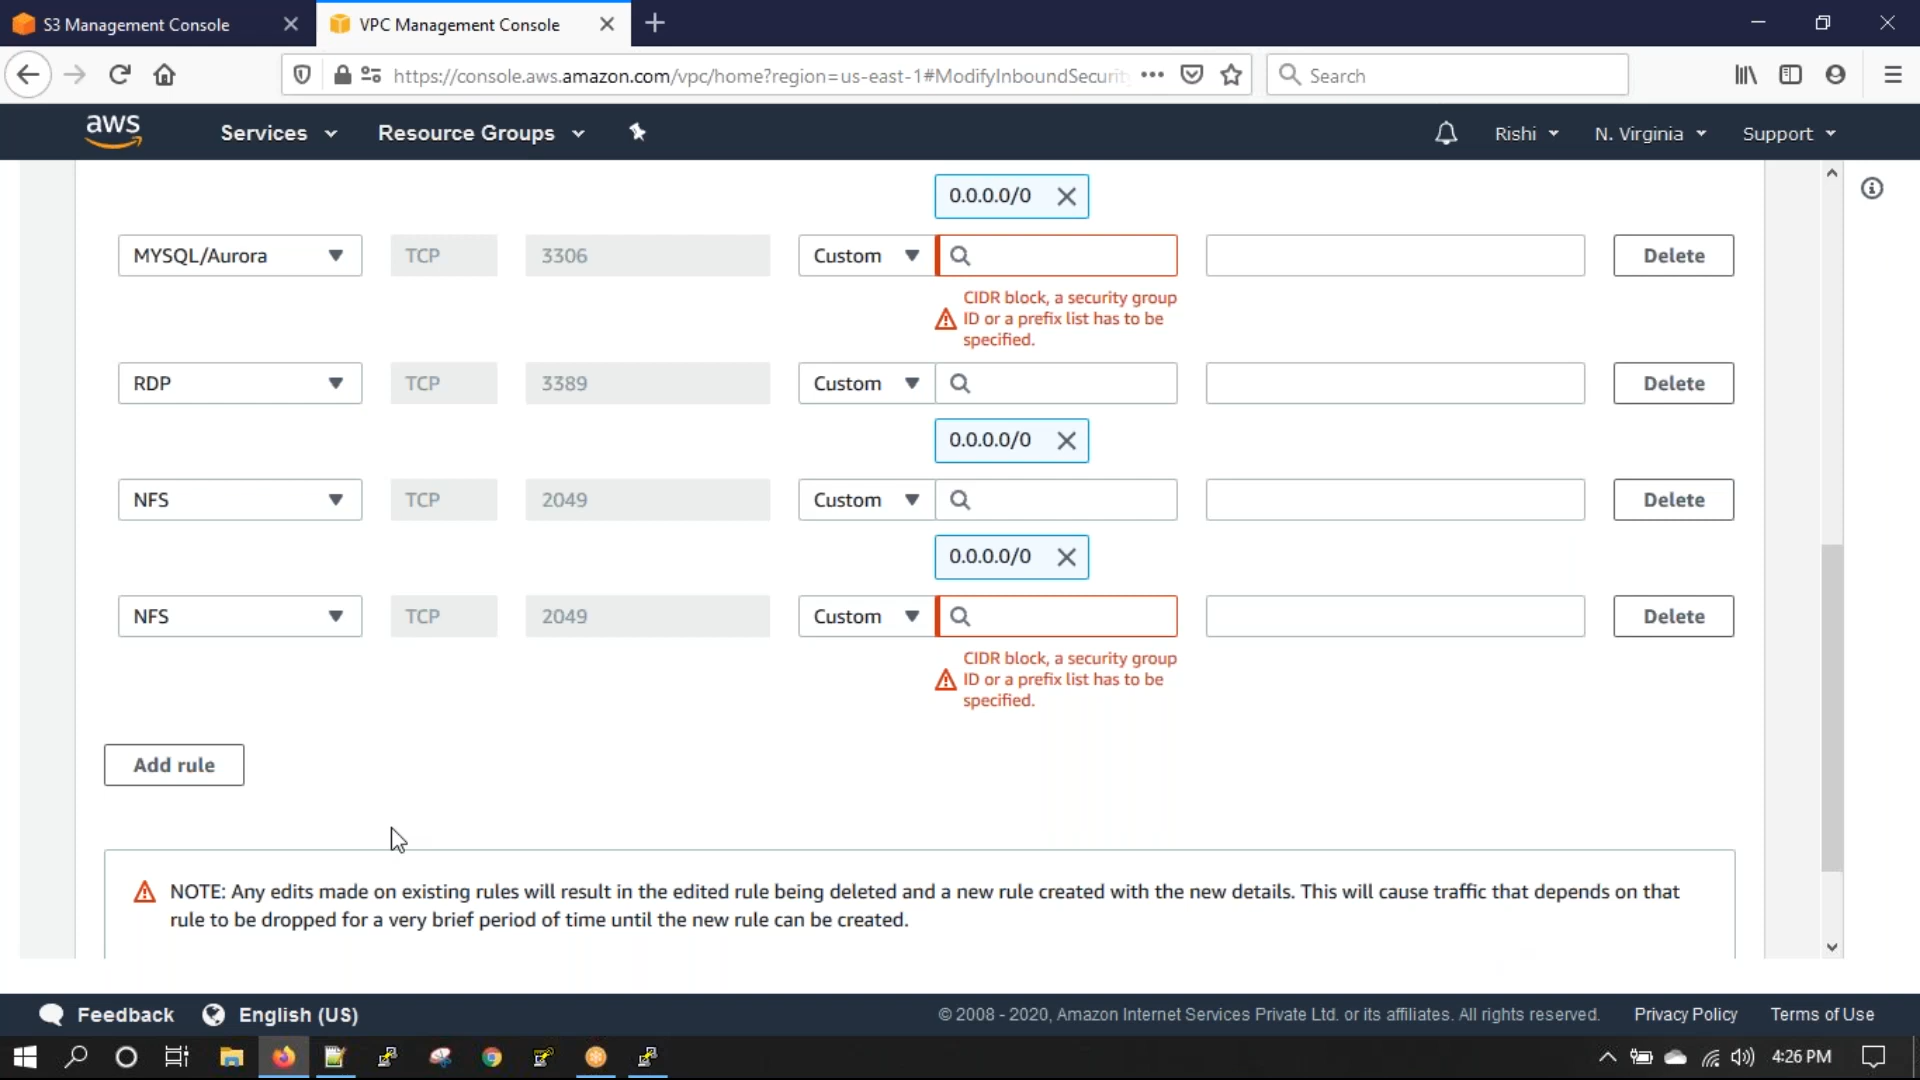 S3 Management Console
VPC Management Console
https://console.aws.amazon.com/vpc/home?region=us-east-1#ModifyInboundSecurit
Search
aws
Services
Resource Groups
Rishi
N. Virginia
Support
0.0.0.0/0
MYSQL/Aurora
TCP
3306
Custom
Delete
CIDR block, a security group
ID or a prefix list has to be
specified.
RDP
TCP
3389
Custom
Delete
0.0.0.0/0
NFS
TCP
2049
Custom
Delete
0.0.0.0/0
NFS
TCP
2049
Custom
Delete
CIDR block, a security group
ID or a prefix list has to be
specified.
Add rule
NOTE: Any edits made on existing rules will result in the edited rule being deleted and a new rule created with the new details. This will cause traffic that depends on that
rule to be dropped for a very brief period of time until the new rule can be created.
Feedback
English (US)
© 2008 - 2020, Amazon Internet Services Private Ltd. or its affiliates. All rights reserved.
Privacy Policy
Terms of Use
4:26 PM